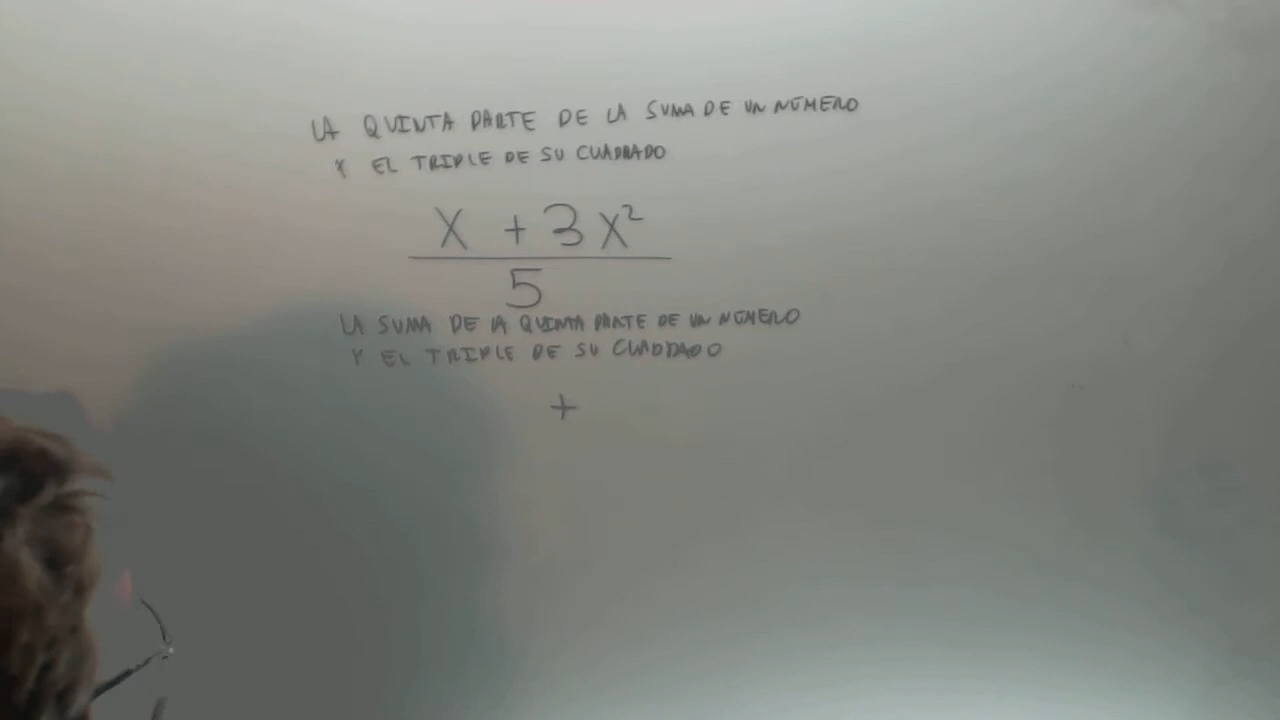 LA QUINTA PARTE DE LA SUMA DE UN NÚMERO
Y EL TRIPLE DE SU CUADRADO
X + 3X²
5
LA SUMA DE LA QUINTA PARTE DE UN NÚMERO
Y EL TRIPLE DE SU CUADRADO
+